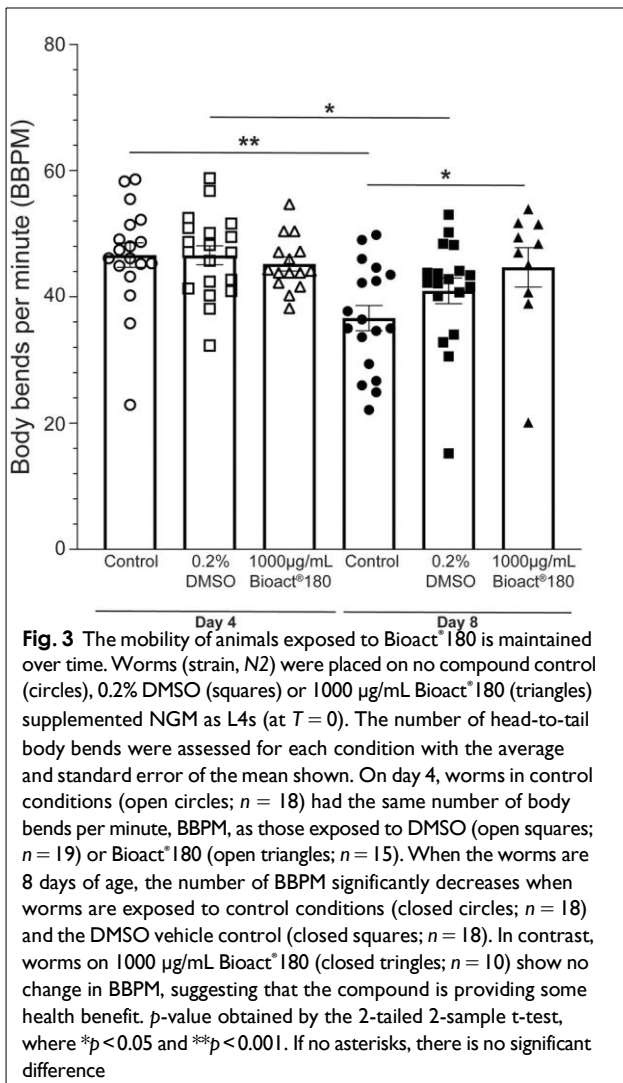 80
60
40
20
0
Body bends per minute (BBPM)
*
**
*
Control
0.2%
DMSO
1000µg/mL
Bioact®180
Control
0.2%
DMSO
1000µg/mL
Bioact®180
Day 4
Day 8
Fig. 3 The mobility of animals exposed to Bioact®180 is maintained
over time. Worms (strain, N2) were placed on no compound control
(circles), 0.2% DMSO (squares) or 1000 µg/mL Bioact®180 (triangles)
supplemented NGM as L4s (at T = 0). The number of head-to-tail
body bends were assessed for each condition with the average
and standard error of the mean shown. On day 4, worms in control
conditions (open circles; n = 18) had the same number of body
bends per minute, BBPM, as those exposed to DMSO (open squares;
n = 19) or Bioact®180 (open triangles; n = 15). When the worms are
8 days of age, the number of BBPM significantly decreases when
worms are exposed to control conditions (closed circles; n = 18)
and the DMSO vehicle control (closed squares; n = 18). In contrast,
worms on 1000 µg/mL Bioact®180 (closed tringles; n = 10) show no
change in BBPM, suggesting that the compound is providing some
health benefit. p-value obtained by the 2-tailed 2-sample t-test,
where *p < 0.05 and **p < 0.001. If no asterisks, there is no significant
difference